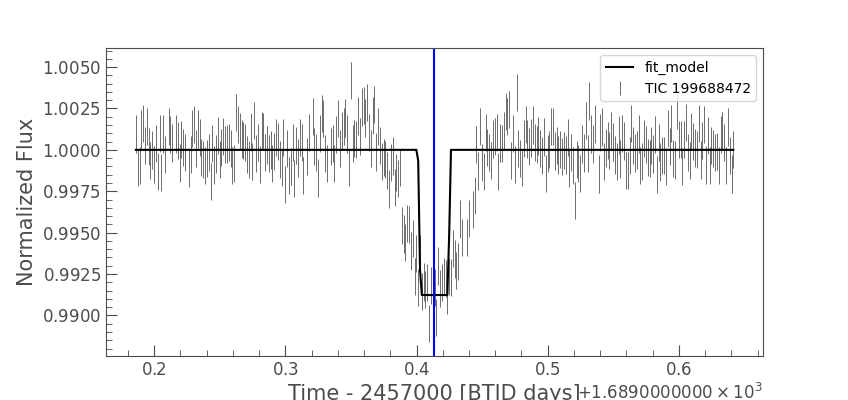 fit_model
TIC 199688472
1.0050
1.0025
1.0000
0.9975
0.9950
0.9925
0.9900
Normalized Flux
0.2 0.3 0.4 0.5 0.6
Time - 2457000 [BTJD days]
+1.6890000000 × 10³